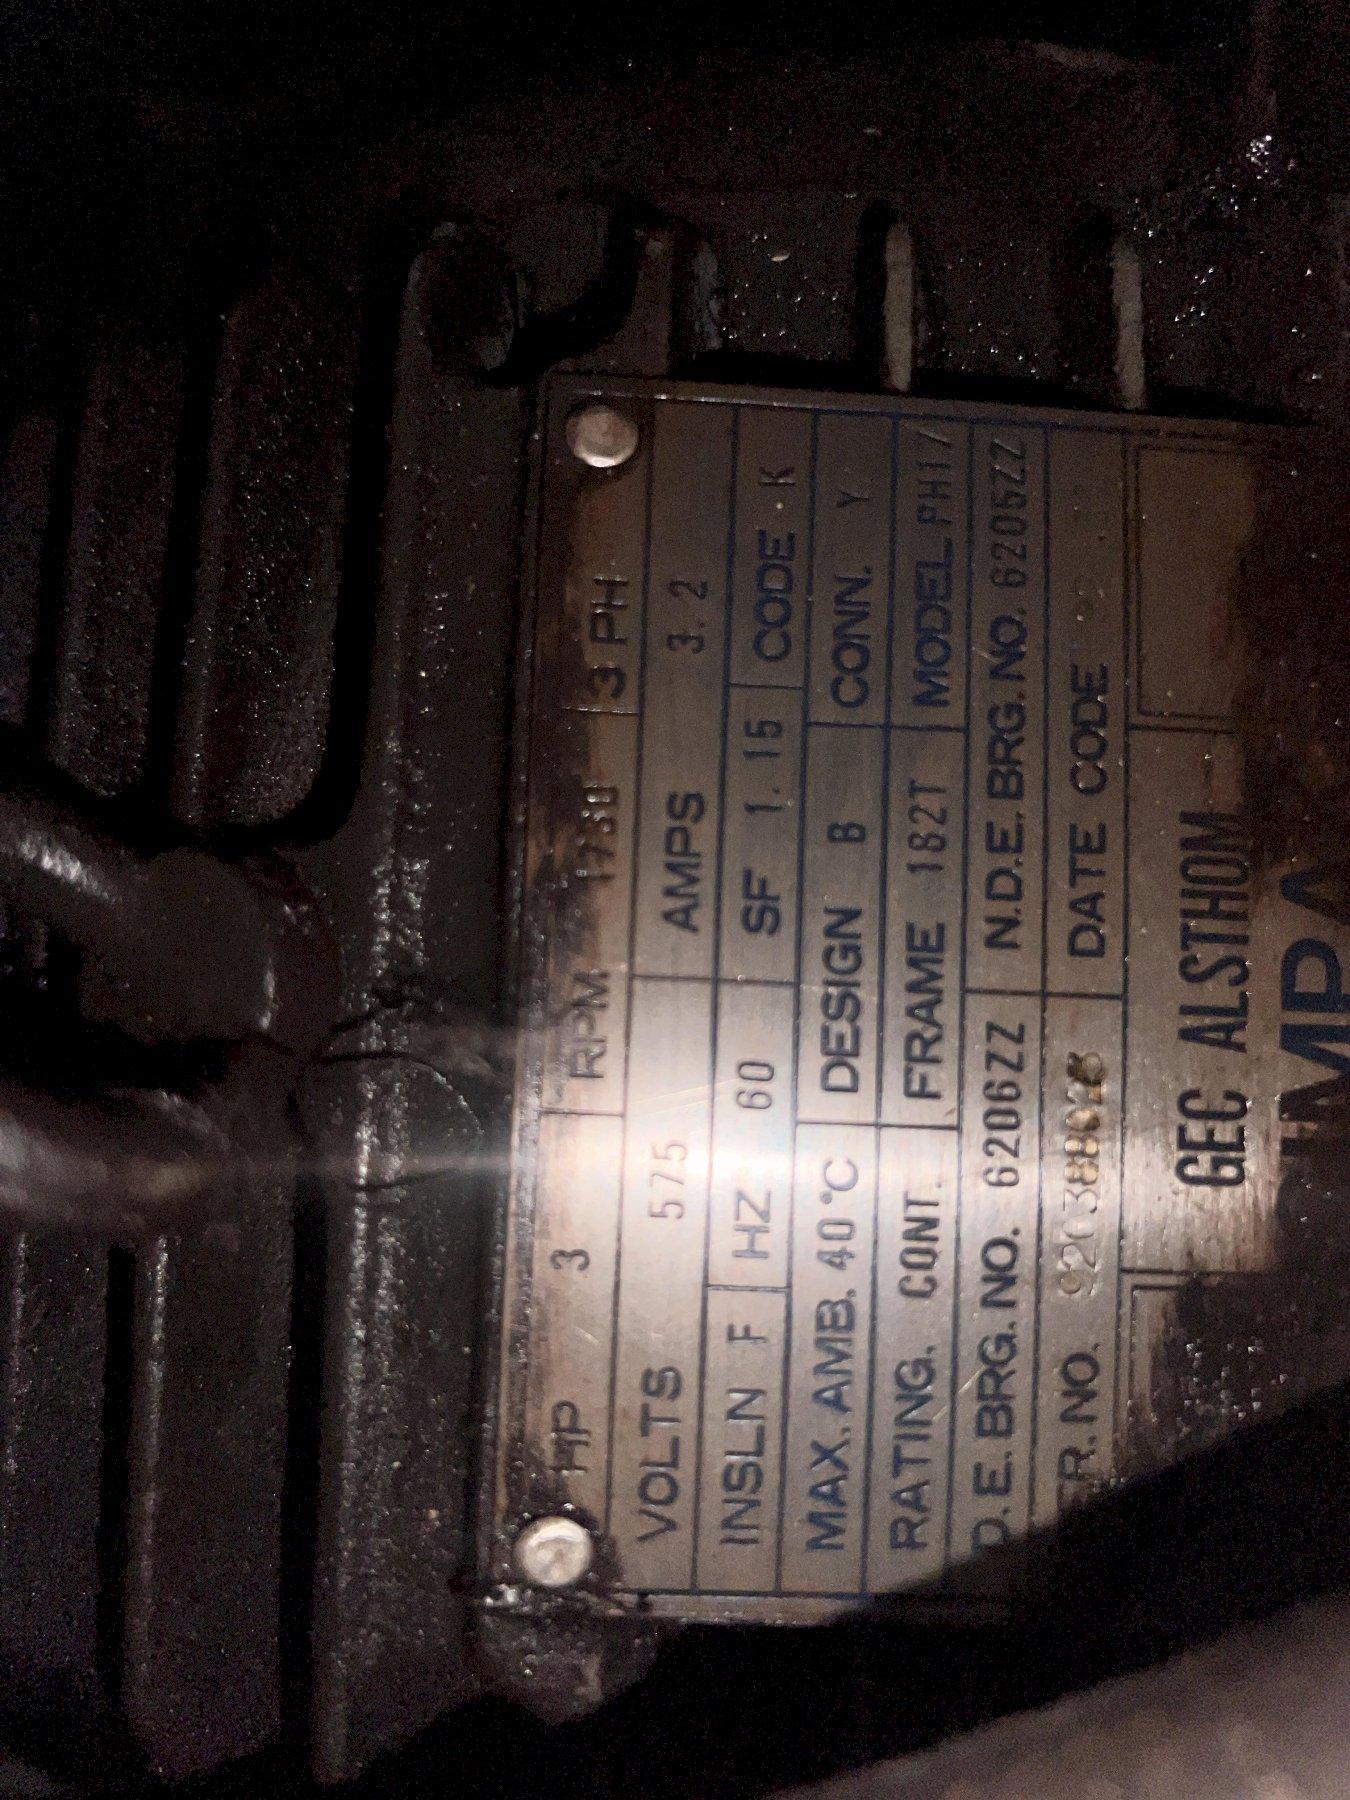 HP 3 RPM 1730 3 PH
VOLTS 575 AMPS 3.2
INSLN F HZ 60 SF 1.15 CODE K
MAX. AMB. 40°C DESIGN B CONN. Y
RATING. CONT. FRAME 182T MODEL PH17
D.E. BRG. NO. 6206ZZ N.D.E. BRG. NO. 6205ZZ
NO. DATE CODE
GEC ALSTHOM